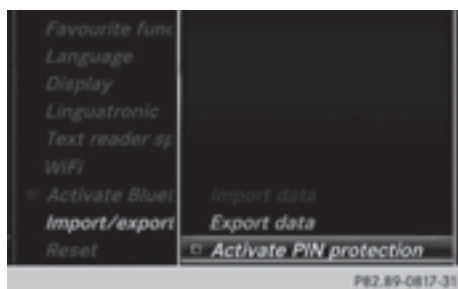 Favourite func
Language
Display
Linguatronic
Text reader sp
WiFi
Activate Bluet
Import/export
Reset
Import data
Export data
Activate PIN protection
P82.89-0817-31